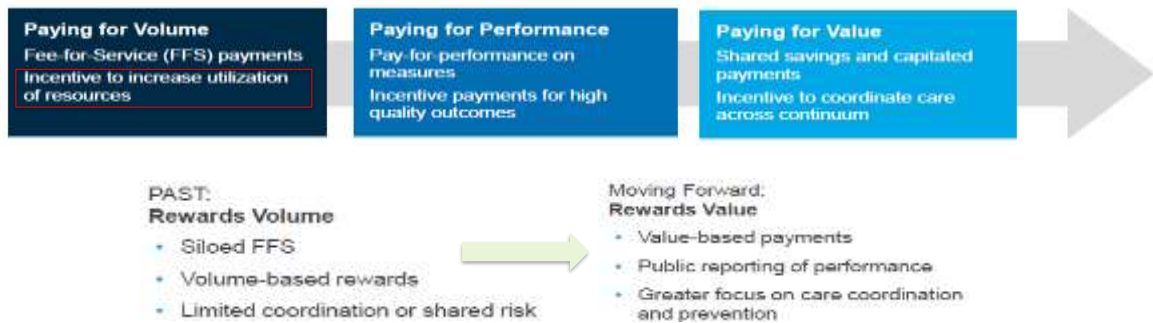 Paying for Volume
Fee-for-Service (FFS) payments
Incentive to increase utilization
of resources
Paying for Performance
Pay-for-performance on
measures
Incentive payments for high
quality outcomes
Paying for Value
Shared savings and capitated
payments
Incentive to coordinate care
across continuum
PAST:
Rewards Volume
• Siloed FFS
• Volume-based rewards
• Limited coordination or shared risk
Moving Forward:
Rewards Value
• Value-based payments
• Public reporting of performance
• Greater focus on care coordination
and prevention